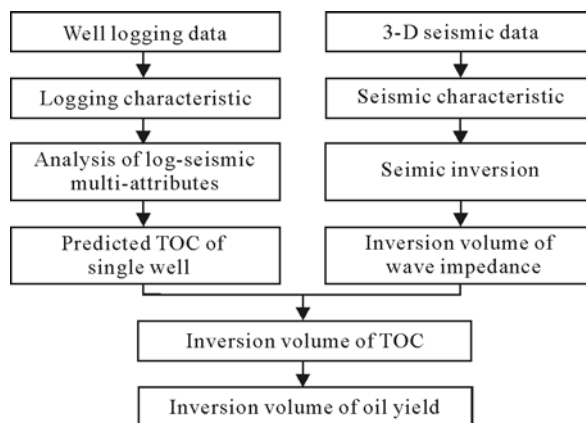 Well logging data
3-D seismic data
Logging characteristic
Seismic characteristic
Analysis of log-seismic
multi-attributes
Seimic inversion
Predicted TOC of
single well
Inversion volume of
wave impedance
Inversion volume of TOC
Inversion volume of oil yield